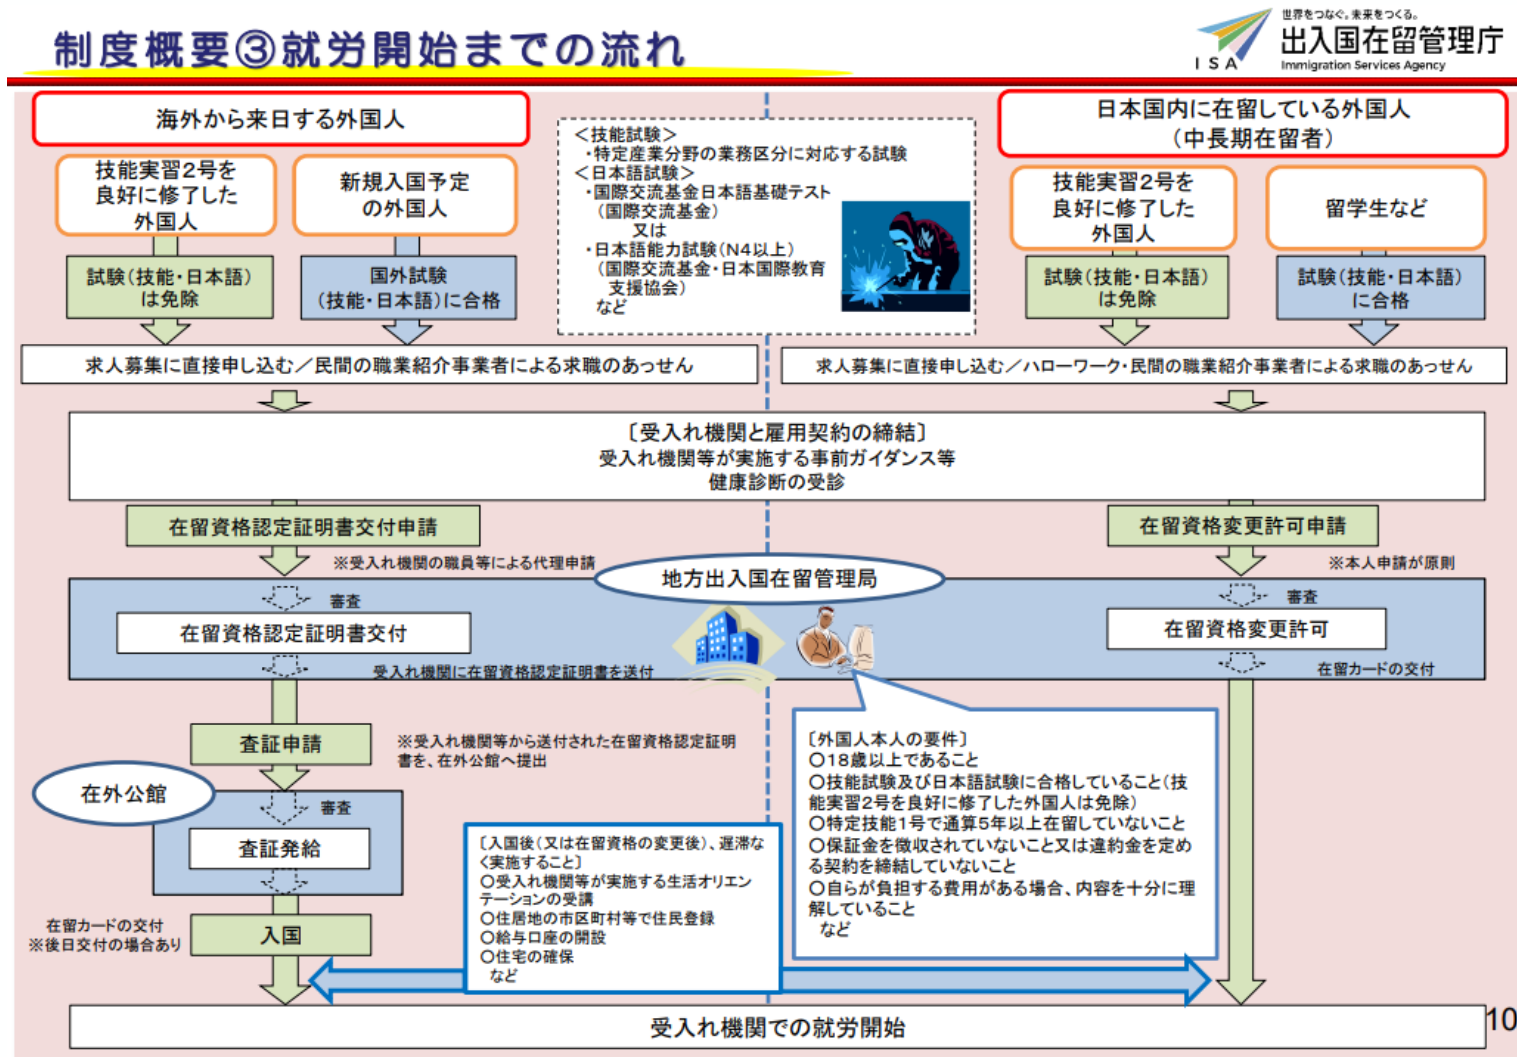 制度概要③就労開始までの流れ
世界をつなぐ。未来をつくる。
出入国在留管理庁
Immigration Services Agency
ISA
海外から来日する外国人
技能実習2号を
良好に修了した
外国人
新規入国予定
の外国人
試験(技能・日本語)
は免除
国外試験
(技能・日本語)に合格
<技能試験>
・特定産業分野の業務区分に対応する試験
<日本語試験>
・国際交流基金日本語基礎テスト
(国際交流基金)
又は
・日本語能力試験(N4以上)
(国際交流基金・日本国際教育
支援協会)
など
日本国内に在留している外国人
(中長期在留者)
技能実習2号を
良好に修了した
外国人
留学生など
試験(技能・日本語)
は免除
試験(技能・日本語)
に合格
求人募集に直接申し込む/民間の職業紹介事業者による求職のあっせん
求人募集に直接申し込む/ハローワーク・民間の職業紹介事業者による求職のあっせん
〔受入れ機関と雇用契約の締結〕
受入れ機関等が実施する事前ガイダンス等
健康診断の受診
在留資格認定証明書交付申請
※受入れ機関の職員等による代理申請
在留資格変更許可申請
※本人申請が原則
地方出入国在留管理局
審査
在留資格認定証明書交付
受入れ機関に在留資格認定証明書を送付
審査
在留資格変更許可
在留カードの交付
査証申請
※受入れ機関等から送付された在留資格認定証明
書を、在外公館へ提出
在外公館
審査
査証発給
在留カードの交付
※後日交付の場合あり
入国
〔入国後(又は在留資格の変更後)、遅滞な
く実施すること〕
○受入れ機関等が実施する生活オリエン
テーションの受講
○住居地の市区町村等で住民登録
○給与口座の開設
○住宅の確保
など
〔外国人本人の要件〕
○18歳以上であること
○技能試験及び日本語試験に合格していること(技
能実習2号を良好に修了した外国人は免除)
○特定技能1号で通算5年以上在留していないこと
○保証金を徴収されていないこと又は違約金を定め
る契約を締結していないこと
○自らが負担する費用がある場合、内容を十分に理
解していること
など
受入れ機関での就労開始
10